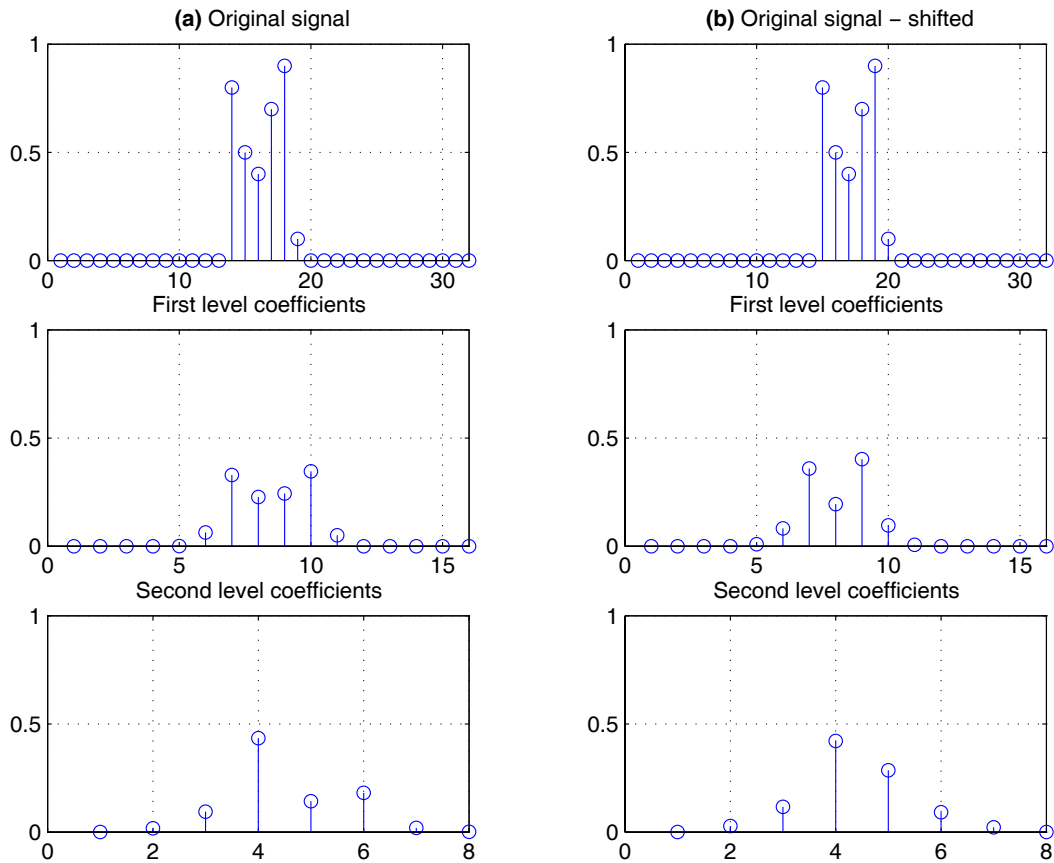 (a) Original signal
1
0.5
0
0 10 20 30
First level coefficients
1
0.5
0
0 5 10 15
Second level coefficients
1
0.5
0
0 2 4 6 8
(b) Original signal − shifted
1
0.5
0
0 10 20 30
First level coefficients
1
0.5
0
0 5 10 15
Second level coefficients
1
0.5
0
0 2 4 6 8